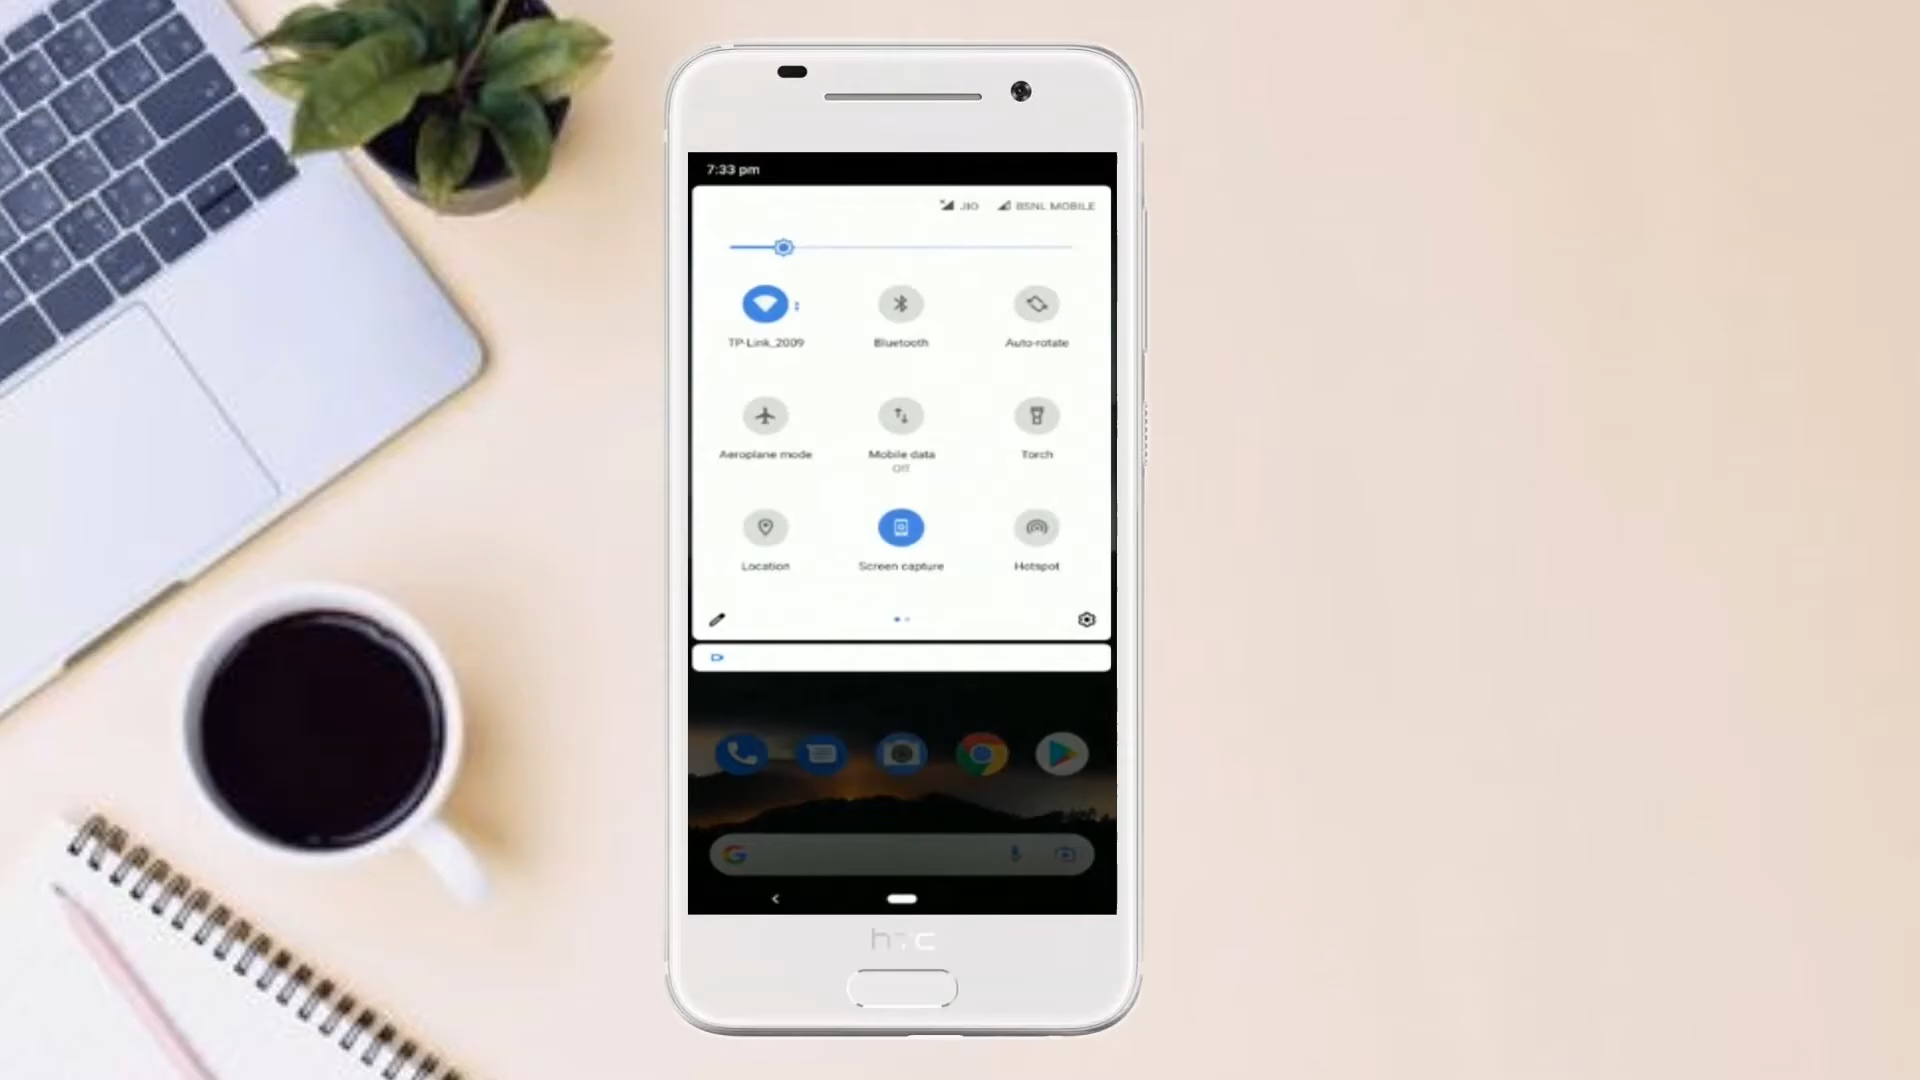 7:33 pm
JIO BSNL MOBILE
TP-Link_2009 Bluetooth Auto-rotate
Aeroplane mode Mobile data Torch
Off
Location Screen capture Hotspot
htc